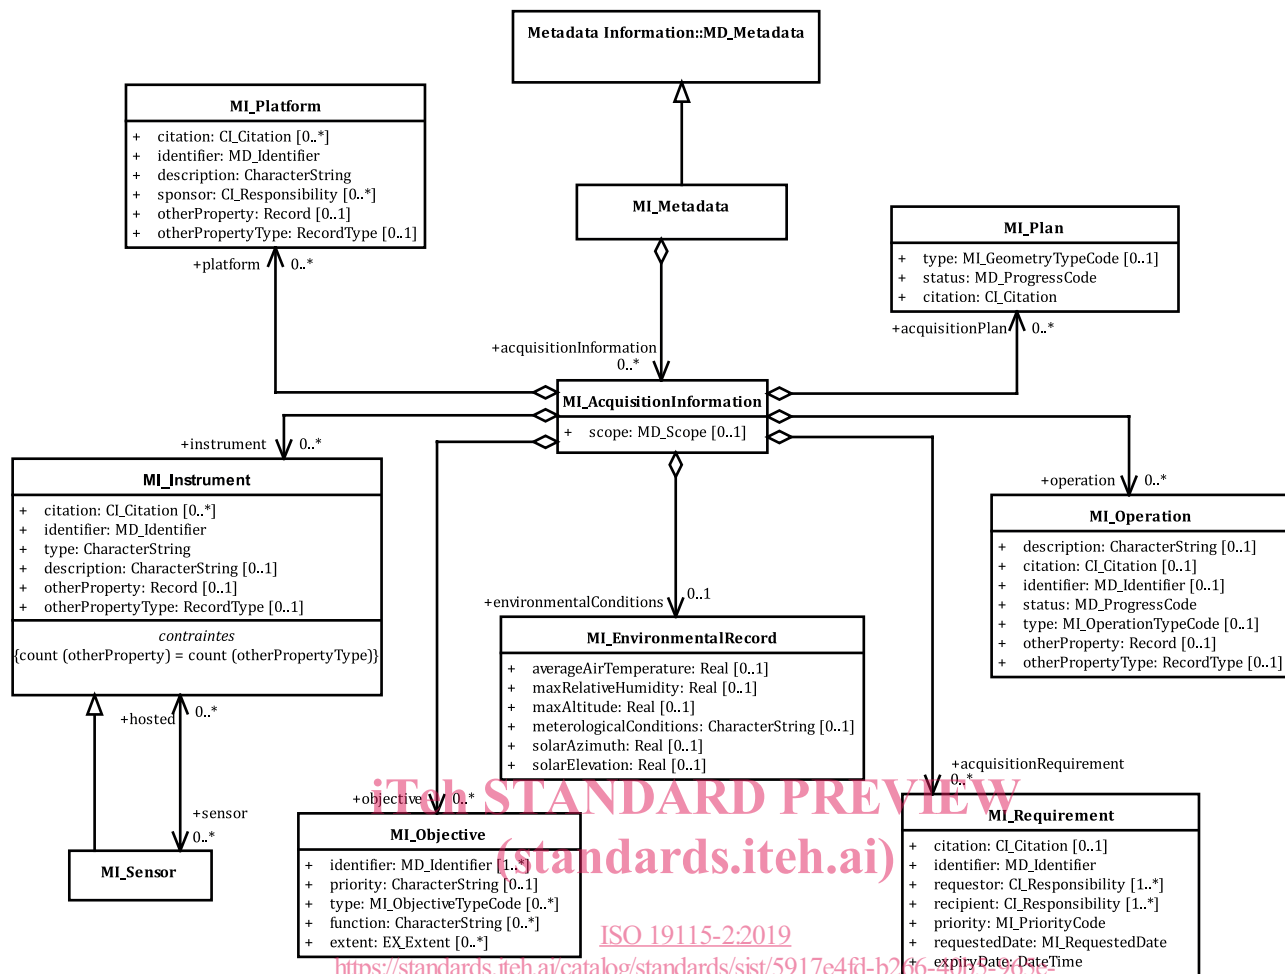 Metadata Information::MD_Metadata
MI_Platform
+ citation: CI_Citation [0..*]
+ identifier: MD_Identifier
+ description: CharacterString
+ sponsor: CI_Responsibility [0..*]
+ otherProperty: Record [0..1]
+ otherPropertyType: RecordType [0..1]
+platform 0..*
MI_Metadata
MI_Plan
+ type: MI_GeometryTypeCode [0..1]
+ status: MD_ProgressCode
+ citation: CI_Citation
+acquisitionPlan 0..*
+acquisitionInformation
0..*
MI_AcquisitionInformation
+ scope: MD_Scope [0..1]
+instrument 0..*
MI_Instrument
+ citation: CI_Citation [0..*]
+ identifier: MD_Identifier
+ type: CharacterString
+ description: CharacterString [0..1]
+ otherProperty: Record [0..1]
+ otherPropertyType: RecordType [0..1]
contraintes
{count (otherProperty) = count (otherPropertyType)}
+operation 0..*
MI_Operation
+ description: CharacterString [0..1]
+ citation: CI_Citation [0..1]
+ identifier: MD_Identifier [0..1]
+ status: MD_ProgressCode
+ type: MI_OperationTypeCode [0..1]
+ otherProperty: Record [0..1]
+ otherPropertyType: RecordType [0..1]
+environmentalConditions 0..1
MI_EnvironmentalRecord
+ averageAirTemperature: Real [0..1]
+ maxRelativeHumidity: Real [0..1]
+ maxAltitude: Real [0..1]
+ meterologicalConditions: CharacterString [0..1]
+ solarAzimuth: Real [0..1]
+ solarElevation: Real [0..1]
+hosted 0..*
+sensor
0..*
MI_Sensor
+objective 0..*
MI_Objective
+ identifier: MD_Identifier [1..*]
+ priority: CharacterString [0..1]
+ type: MI_ObjectiveTypeCode [0..*]
+ function: CharacterString [0..*]
+ extent: EX_Extent [0..*]
+acquisitionRequirement
0..*
MI_Requirement
+ citation: CI_Citation [0..1]
+ identifier: MD_Identifier
+ requestor: CI_Responsibility [1..*]
+ recipient: CI_Responsibility [1..*]
+ priority: MI_PriorityCode
+ requestedDate: MI_RequestedDate
+ expiryDate: DateTime
iTeh STANDARD PREVIEW
(standards.iteh.ai)
ISO 19115-2:2019